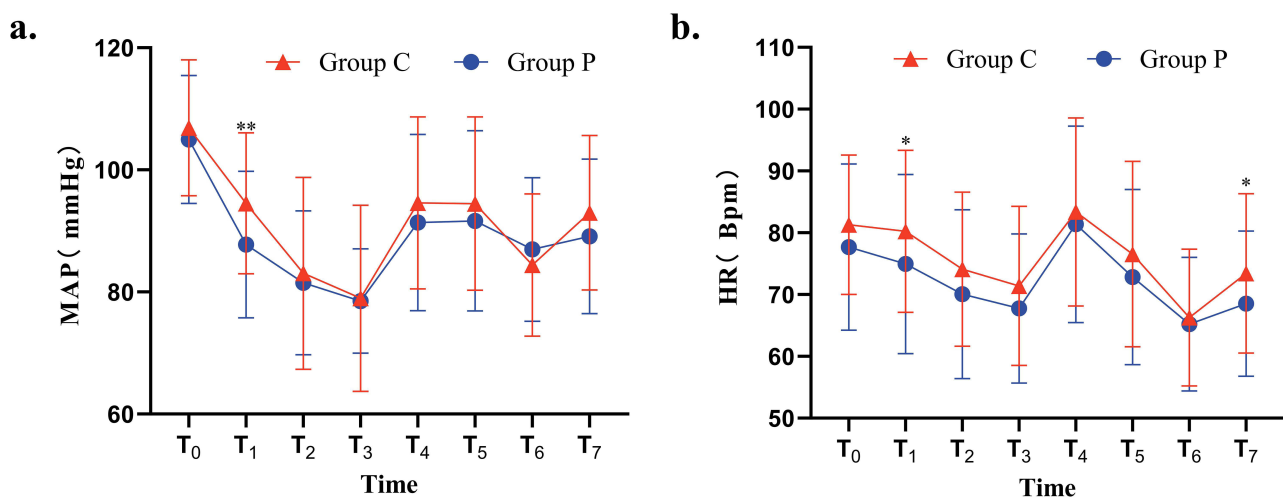 a.
Group C Group P
MAP( mmHg)
120
100
80
60
**
T0 T1 T2 T3 T4 T5 T6 T7
Time
b.
Group C Group P
HR( Bpm)
110
100
90
80
70
60
50
*
*
T0 T1 T2 T3 T4 T5 T6 T7
Time